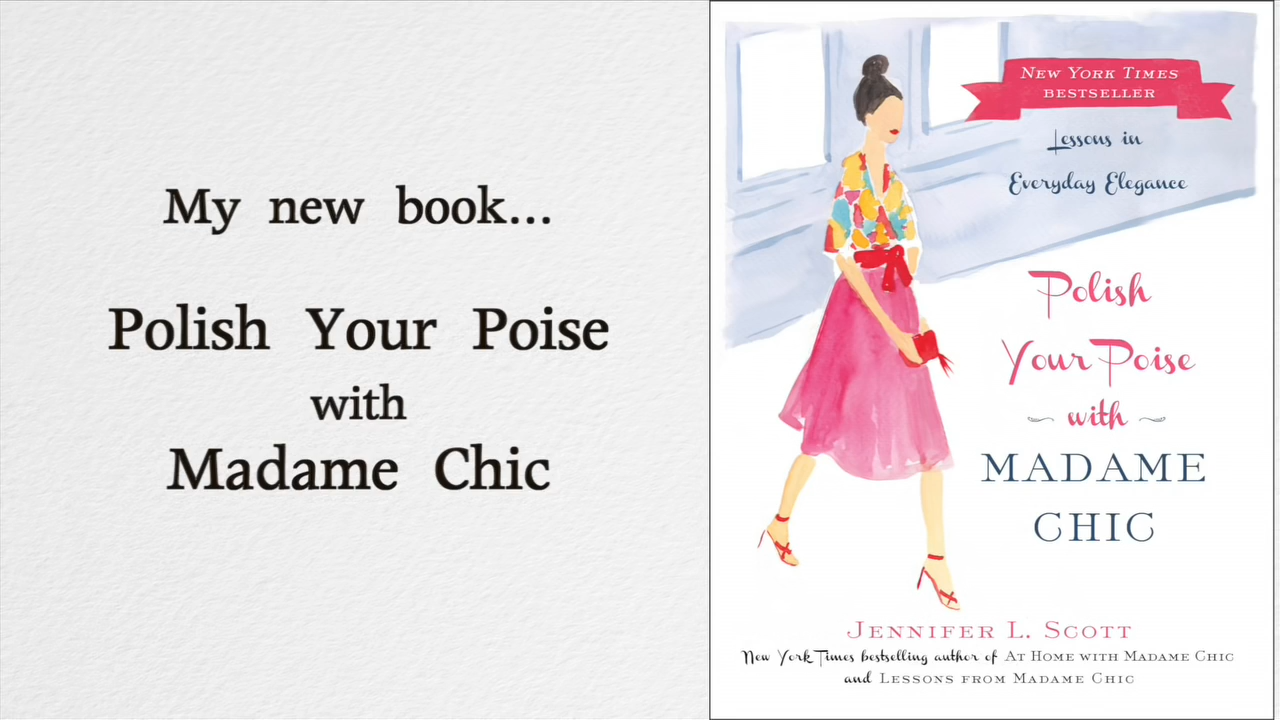 My new book...
Polish Your Poise
with
Madame Chic
NEW YORK TIMES
BESTSELLER
Lessons in
Everyday Elegance
Polish
Your Poise
~ with ~
MADAME
CHIC
JENNIFER L. SCOTT
New York Times bestselling author of AT HOME WITH MADAME CHIC
and LESSONS FROM MADAME CHIC